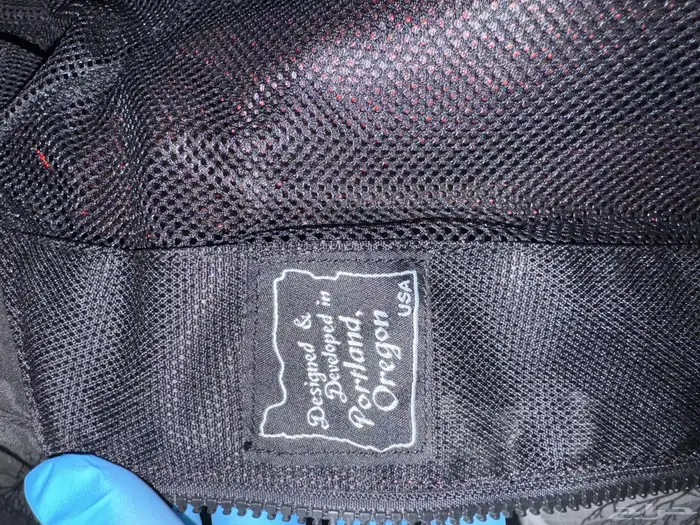 Designed &
Developed in
Portland,
Oregon
USA